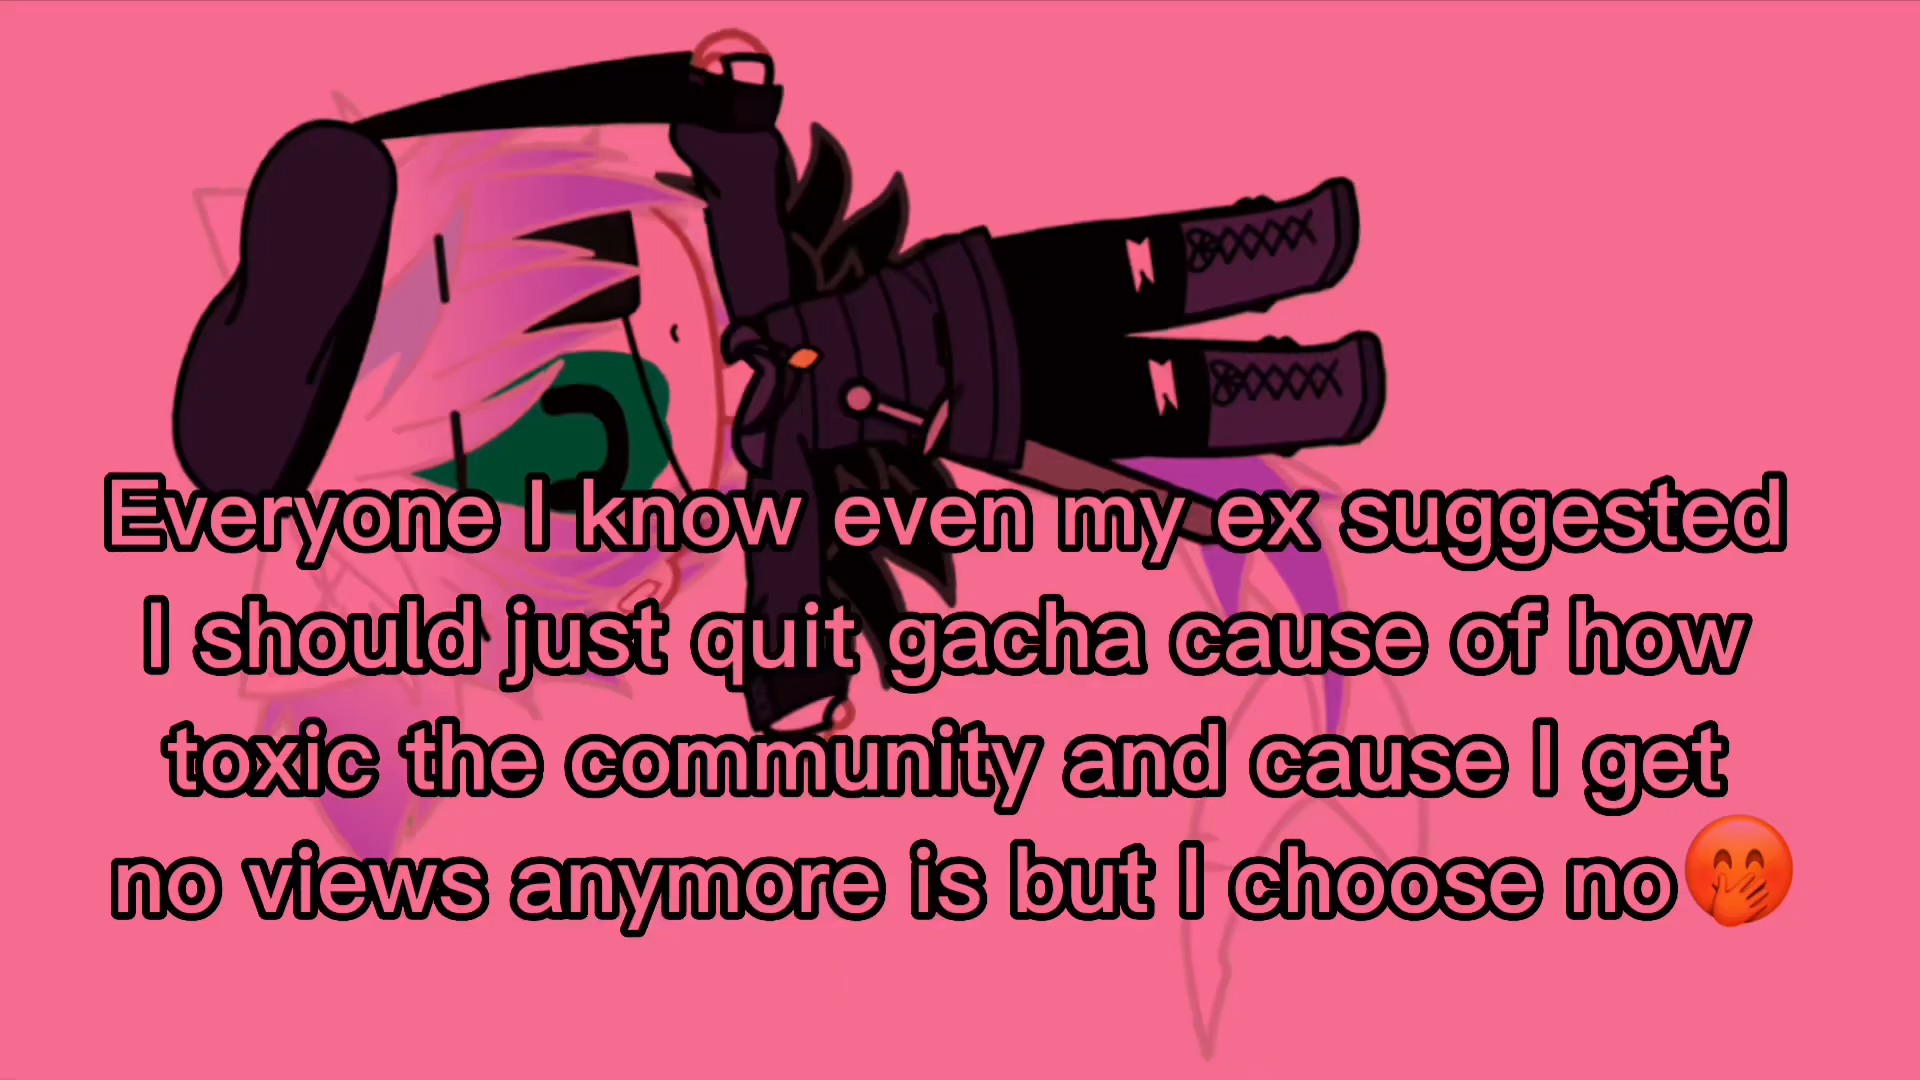 Everyone I know even my ex suggested
I should just quit gacha cause of how
toxic the community and cause I get
no views anymore is but I choose no🤭